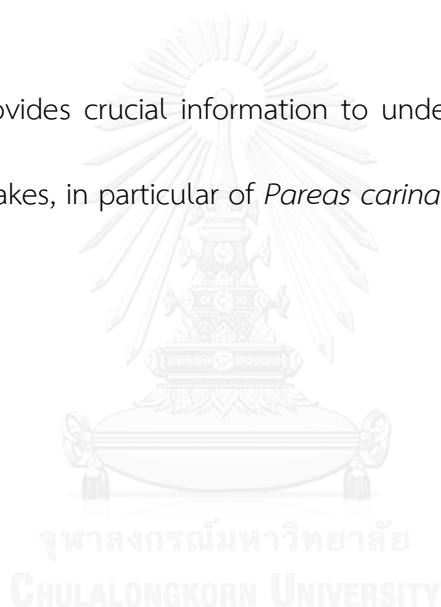 ovides crucial information to unde
akes, in particular of Pareas carina
จุฬาลงกรณ์มหาวิทยาลัย
CHULALONGKORN UNIVERSITY